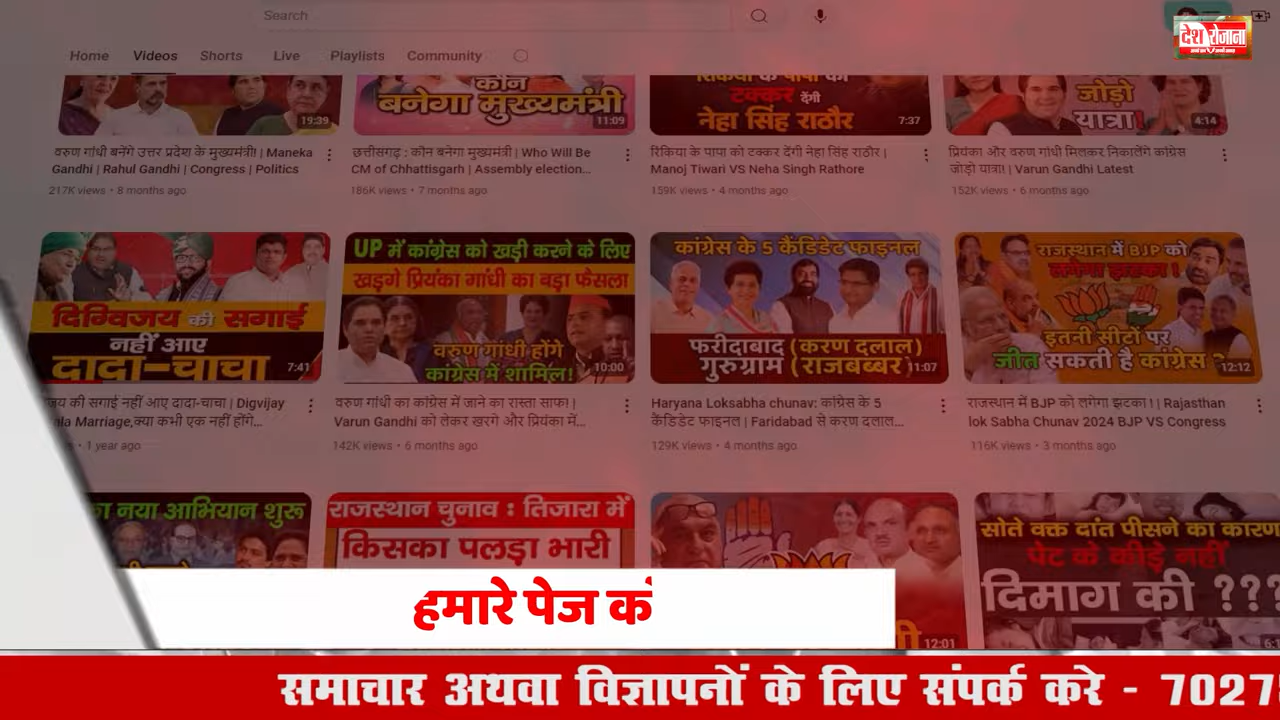 Search
देश रोजाना
Home Videos Shorts Live Playlists Community
कौन
बनेगा मुख्यमंत्री
टक्कर देंगी
नेहा सिंह राठौर
जोड़ो
यात्रा!
19:39
11:09
7:37
4:14
वरुण गांधी बनेंगे उत्तर प्रदेश के मुख्यमंत्री! | Maneka
Gandhi | Rahul Gandhi | Congress | Politics
217K views • 8 months ago
छत्तीसगढ़ : कौन बनेगा मुख्यमंत्री | Who Will Be
CM of Chhattisgarh | Assembly election...
186K views • 7 months ago
रिंकिया के पापा को टक्कर देंगी नेहा सिंह राठौर |
Manoj Tiwari VS Neha Singh Rathore
159K views • 4 months ago
प्रियंका और वरुण गांधी मिलकर निकालेंगे कांग्रेस
जोड़ो यात्रा! | Varun Gandhi Latest
152K views • 6 months ago
दिग्विजय की सगाई
नहीं आए
दादा-चाचा
7:41
UP में कांग्रेस को खड़ी करने के लिए
खड़गे प्रियंका गांधी का बड़ा फैसला
वरुण गांधी होंगे
कांग्रेस में शामिल!
10:00
कांग्रेस के 5 कैंडिडेट फाइनल
फरीदाबाद (करण दलाल)
गुरुग्राम (राजबब्बर)
11:07
राजस्थान में BJP को
लगेगा झटका !
इतनी सीटों पर
जीत सकती है कांग्रेस ?
12:12
जय की सगाई नहीं आए दादा-चाचा | Digvijay
ala Marriage,क्या कभी एक नहीं होंगे...
• 1 year ago
वरुण गांधी का कांग्रेस में जाने का रास्ता साफ! |
Varun Gandhi को लेकर खरगे और प्रियंका में...
142K views • 6 months ago
Haryana Loksabha chunav: कांग्रेस के 5
कैंडिडेट फाइनल | Faridabad से करण दलाल...
129K views • 4 months ago
राजस्थान में BJP को लगेगा झटका ! | Rajasthan
lok Sabha Chunav 2024 BJP VS Congress
116K views • 3 months ago
का नया आभियान शुरू
राजस्थान चुनाव : तिजारा में
किसका पलड़ा भारी
12:01
सोते वक्त दांत पीसने का कारण
पेट के कीड़े नहीं
दिमाग की ???
हमारे पेज को
समाचार अथवा विज्ञापनों के लिए संपर्क करे - 7027